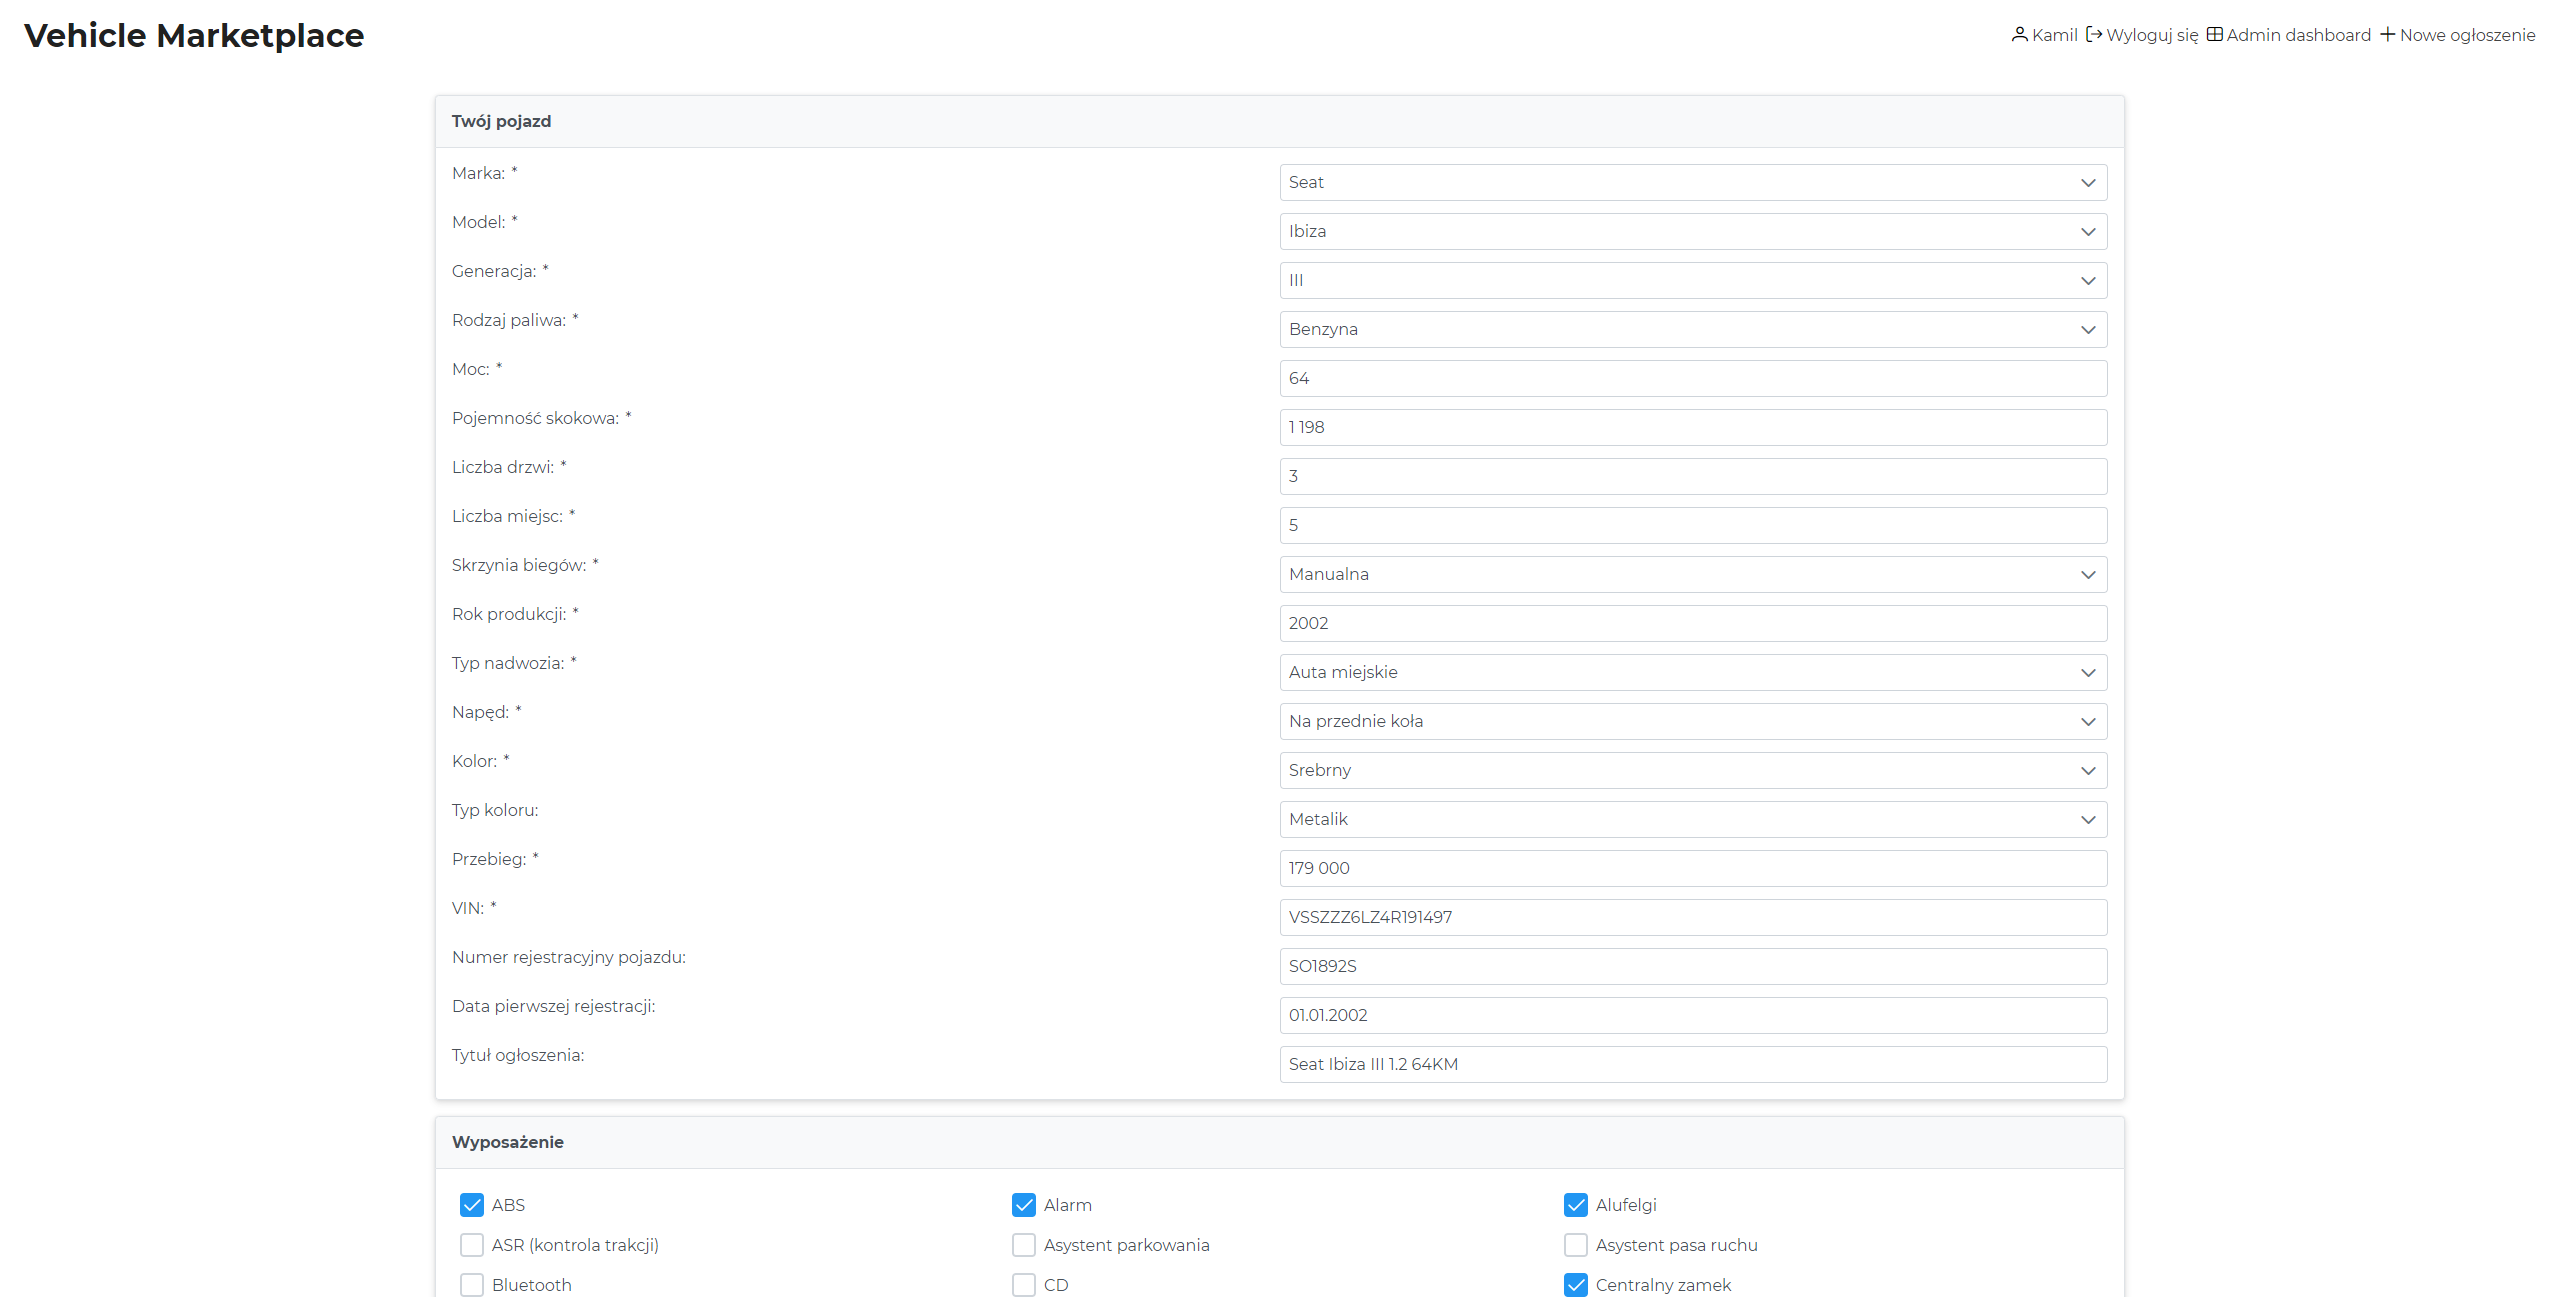 Vehicle Marketplace
Kamil Wyloguj się Admin dashboard Nowe ogłoszenie
Twój pojazd
Marka: * Seat
Model: * Ibiza
Generacja: * III
Rodzaj paliwa: * Benzyna
Moc: * 64
Pojemność skokowa: * 1 198
Liczba drzwi: * 3
Liczba miejsc: * 5
Skrzynia biegów: * Manualna
Rok produkcji: * 2002
Typ nadwozia: * Auta miejskie
Napęd: * Na przednie koła
Kolor: * Srebrny
Typ koloru: Metalik
Przebieg: * 179 000
VIN: * VSSZZZ6LZ4R191497
Numer rejestracyjny pojazdu: SO1892S
Data pierwszej rejestracji: 01.01.2002
Tytuł ogłoszenia: Seat Ibiza III 1.2 64KM
Wyposażenie
ABS Alarm Alufelgi
ASR (kontrola trakcji) Asystent parkowania Asystent pasa ruchu
Bluetooth CD Centralny zamek